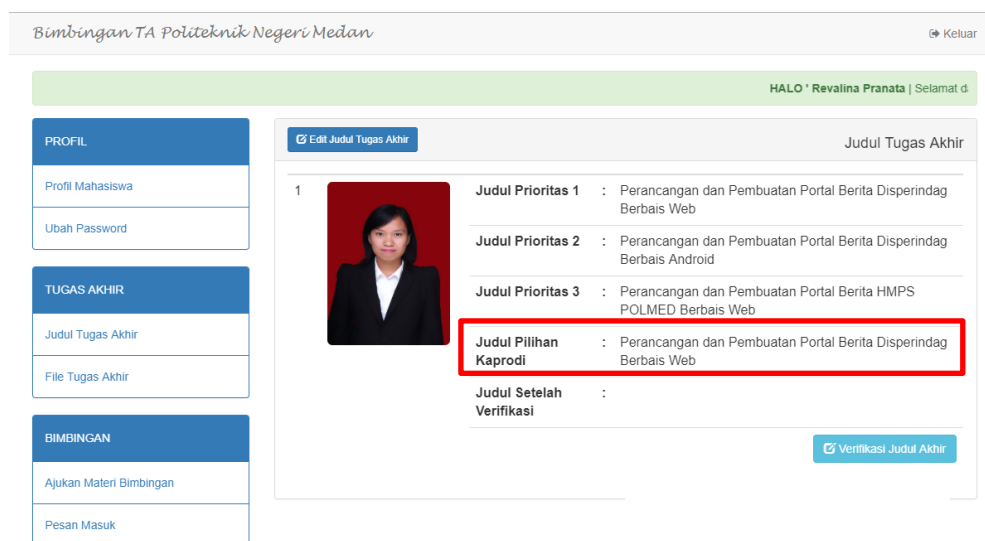 Bimbingan TA Politeknik Negeri Medan
Keluar
HALO ' Revalina Pranata | Selamat d
PROFIL
Profil Mahasiswa
Ubah Password
TUGAS AKHIR
Judul Tugas Akhir
File Tugas Akhir
BIMBINGAN
Ajukan Materi Bimbingan
Pesan Masuk
Edit Judul Tugas Akhir
Judul Tugas Akhir
1
Judul Prioritas 1 : Perancangan dan Pembuatan Portal Berita Disperindag
Berbais Web
Judul Prioritas 2 : Perancangan dan Pembuatan Portal Berita Disperindag
Berbais Android
Judul Prioritas 3 : Perancangan dan Pembuatan Portal Berita HMPS
POLMED Berbais Web
Judul Pilihan : Perancangan dan Pembuatan Portal Berita Disperindag
Kaprodi Berbais Web
Judul Setelah :
Verifikasi
Verifikasi Judul Akhir